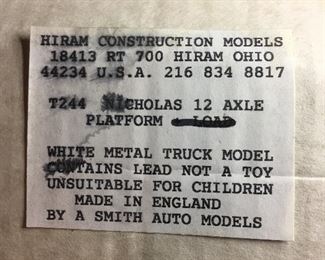 HIRAM CONSTRUCTION MODELS
18413 RT 700 HIRAM OHIO
44234 U.S.A. 216 834 8817
T244 NICHOLAS 12 AXLE
PLATFORM + LOAD
WHITE METAL TRUCK MODEL
CONTAINS LEAD NOT A TOY
UNSUITABLE FOR CHILDREN
MADE IN ENGLAND
BY A SMITH AUTO MODELS